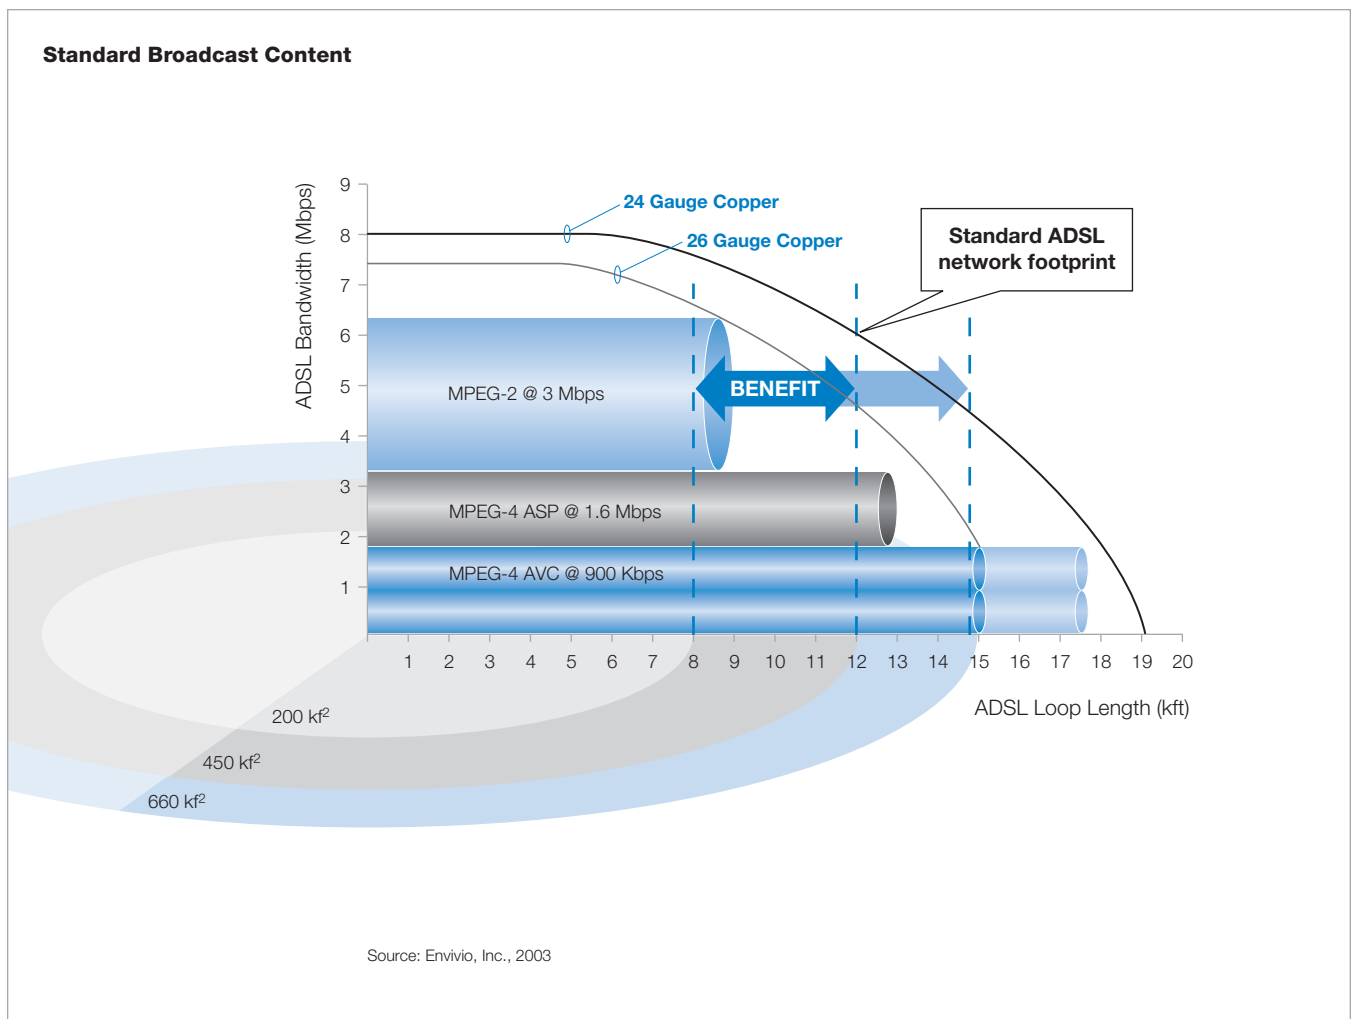 Standard Broadcast Content
ADSL Bandwidth (Mbps)
9
8
7
6
5
4
3
2
1
24 Gauge Copper
26 Gauge Copper
Standard ADSL
network footprint
MPEG-2 @ 3 Mbps
BENEFIT
MPEG-4 ASP @ 1.6 Mbps
MPEG-4 AVC @ 900 Kbps
1 2 3 4 5 6 7 8 9 10 11 12 13 14 15 16 17 18 19 20
ADSL Loop Length (kft)
200 kf²
450 kf²
660 kf²
Source: Envivio, Inc., 2003